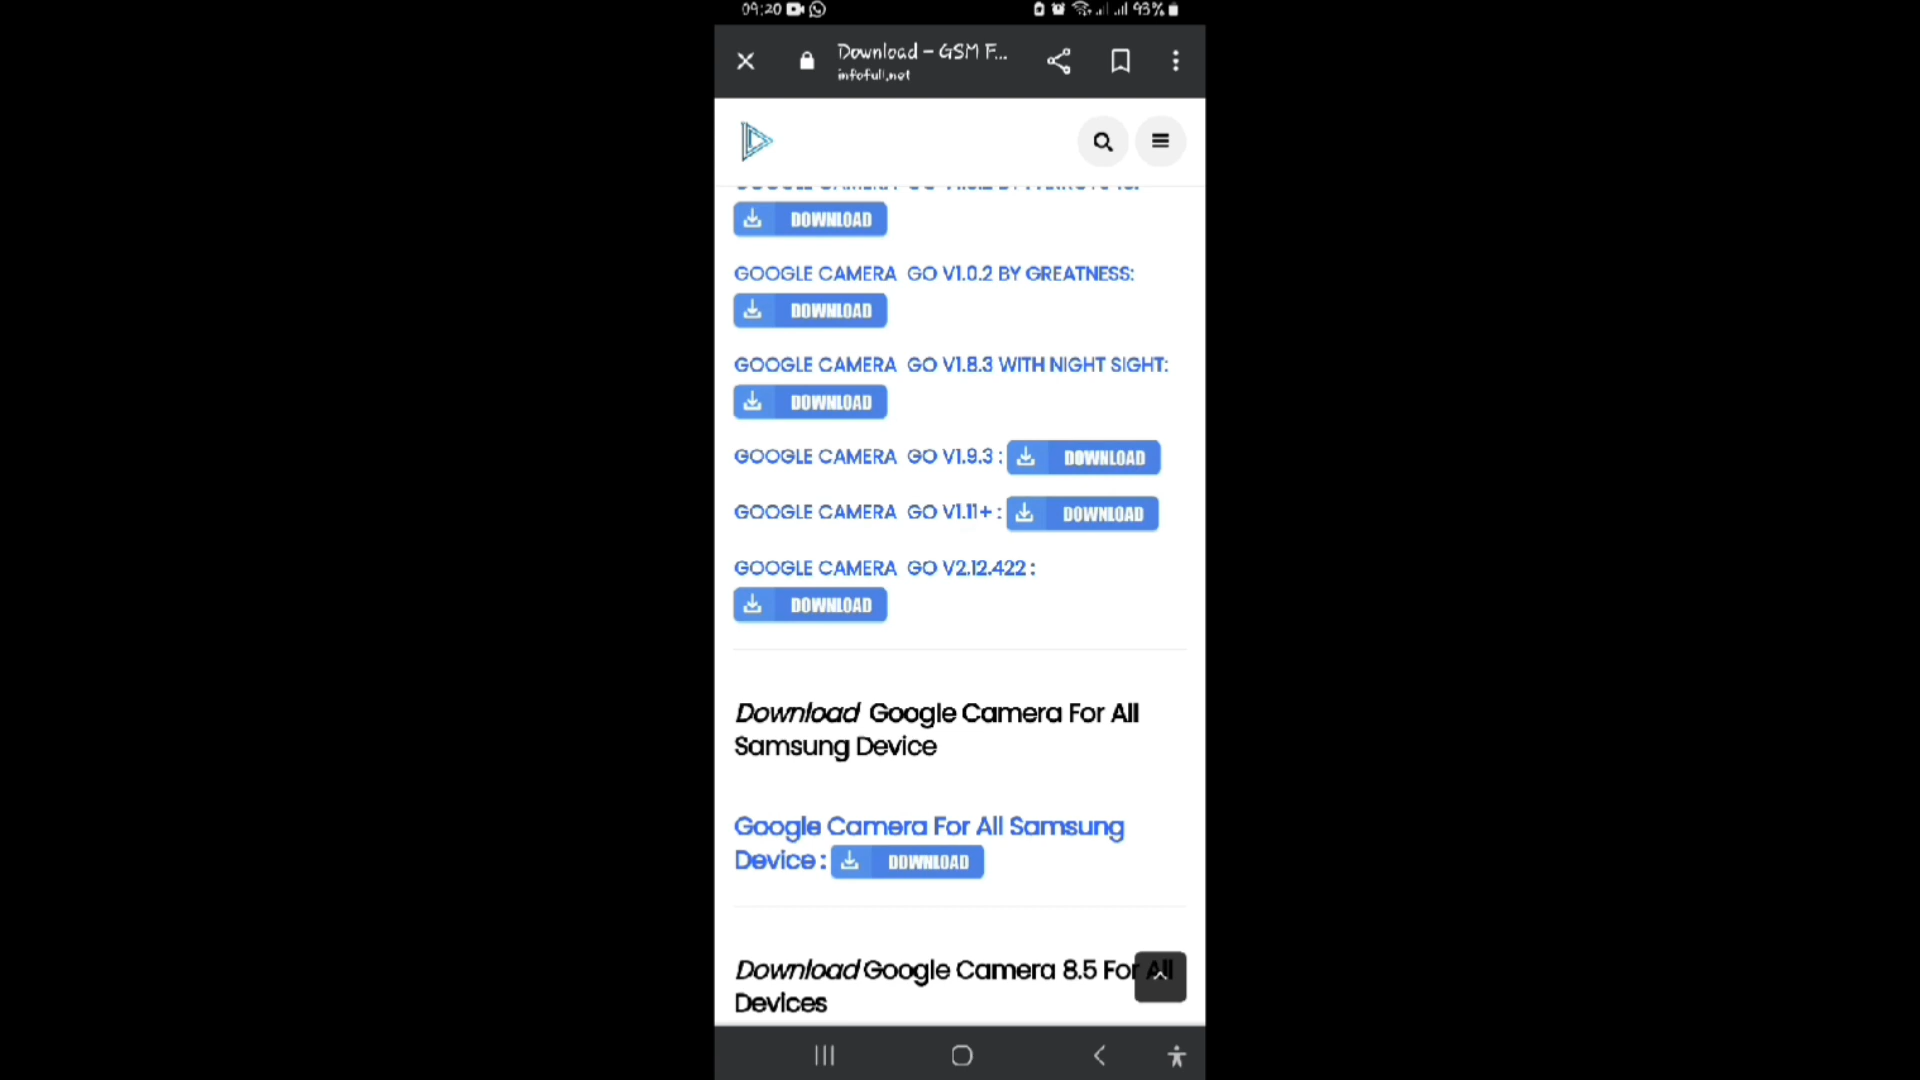 09:20 93%
Download – GSM F...
infofull.net
DOWNLOAD
GOOGLE CAMERA GO V1.0.2 BY GREATNESS:
DOWNLOAD
GOOGLE CAMERA GO V1.8.3 WITH NIGHT SIGHT:
DOWNLOAD
GOOGLE CAMERA GO V1.9.3 : DOWNLOAD
GOOGLE CAMERA GO V1.11+ : DOWNLOAD
GOOGLE CAMERA GO V2.12.422 :
DOWNLOAD
Download Google Camera For All
Samsung Device
Google Camera For All Samsung
Device : DOWNLOAD
Download Google Camera 8.5 For All
Devices